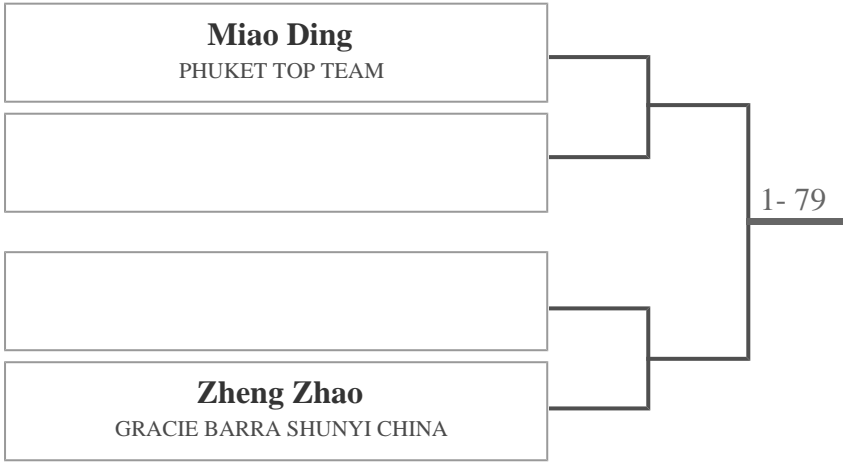 Miao Ding
PHUKET TOP TEAM
1- 79
Zheng Zhao
GRACIE BARRA SHUNYI CHINA